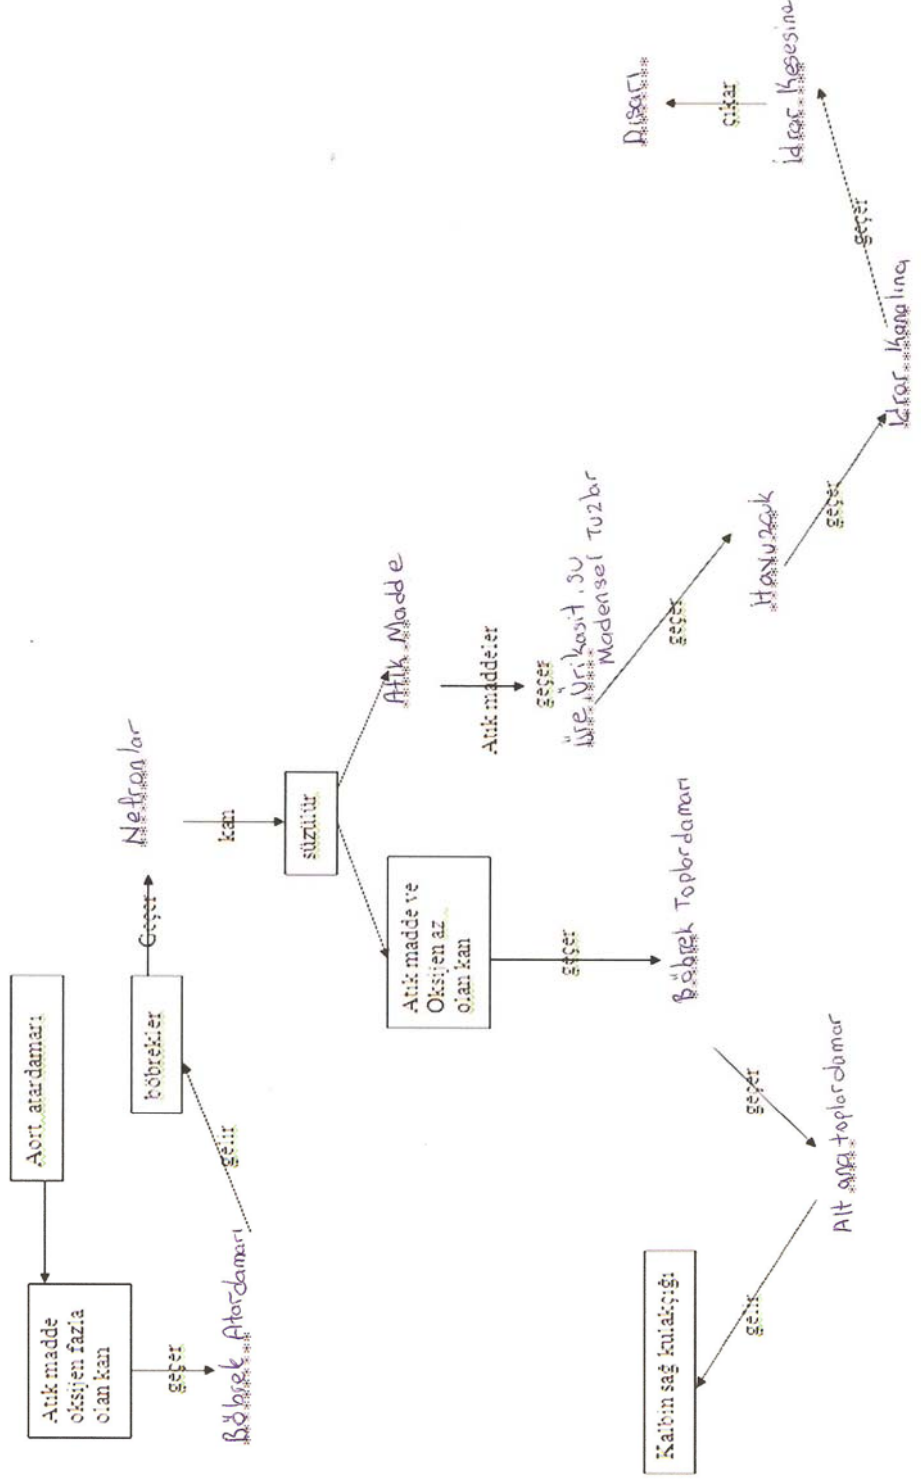 Aort atardamarı
Atık madde
oksijen fazla
olan kan
geçer
Böbrek Atardamarı
gelir
böbrekler
Geçer
Nefronlar
kan
süzülür
Atık madde ve
Oksijen az
olan kan
geçer
Böbrek Toplardamarı
geçer
Alt ana toplardamar
gelir
Kalbin sağ kulakçığı
Atık Madde
Atık maddeler
geçer
Üre, Ürikasit, su
Madensel Tuzlar
geçer
Havuzcuk
geçer
İdrar Kanalına
geçer
İdrar Kesesine
çıkar
Dışarı